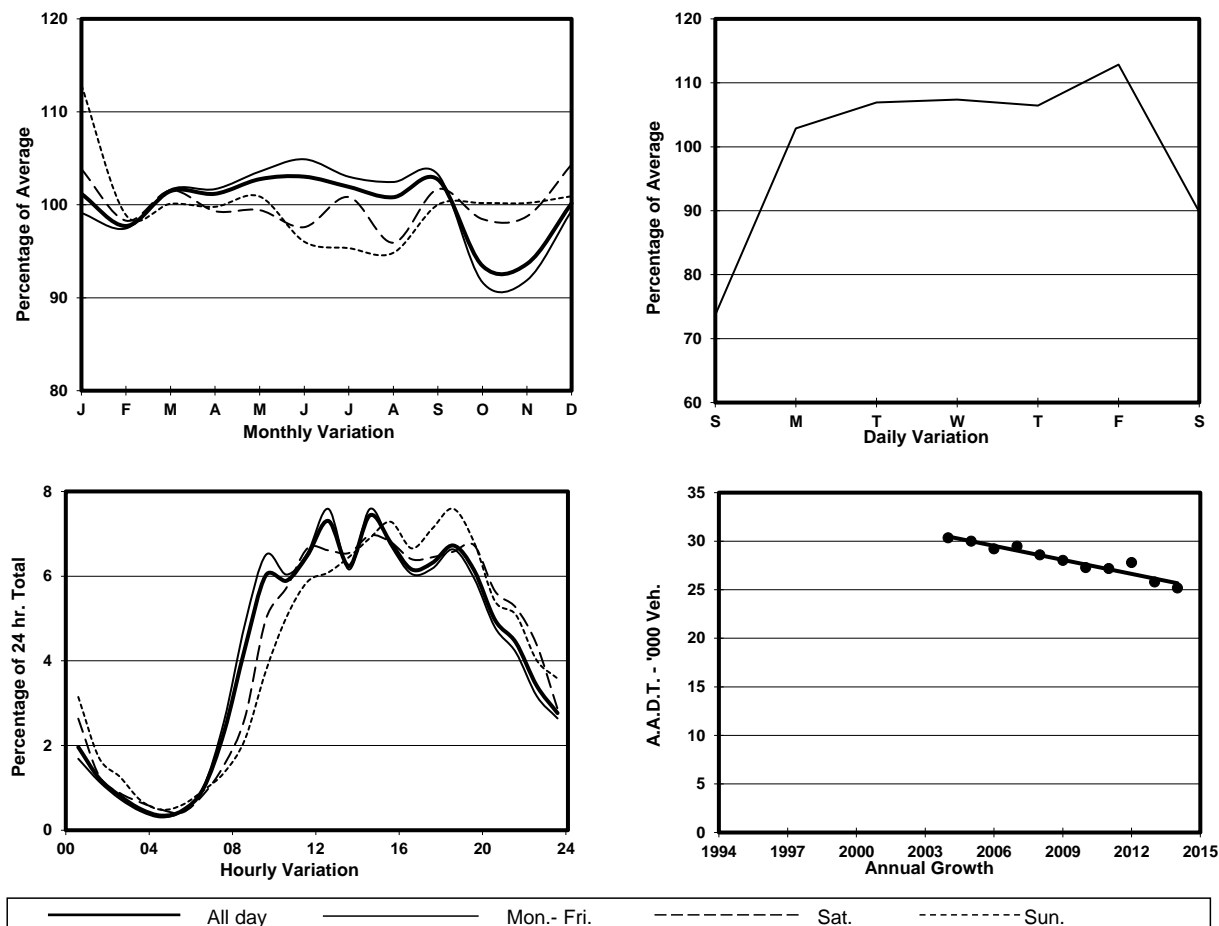 120
110
100
90
80
Percentage of Average
J F M A M J J A S O N D
Monthly Variation
120
110
100
90
80
70
60
Percentage of Average
S M T W T F S
Daily Variation
8
6
4
2
0
Percentage of 24 hr. Total
00 04 08 12 16 20 24
Hourly Variation
35
30
25
20
15
10
5
0
A.A.D.T. - '000 Veh.
1994 1997 2000 2003 2006 2009 2012 2015
Annual Growth
All day Mon.- Fri. Sat. Sun.